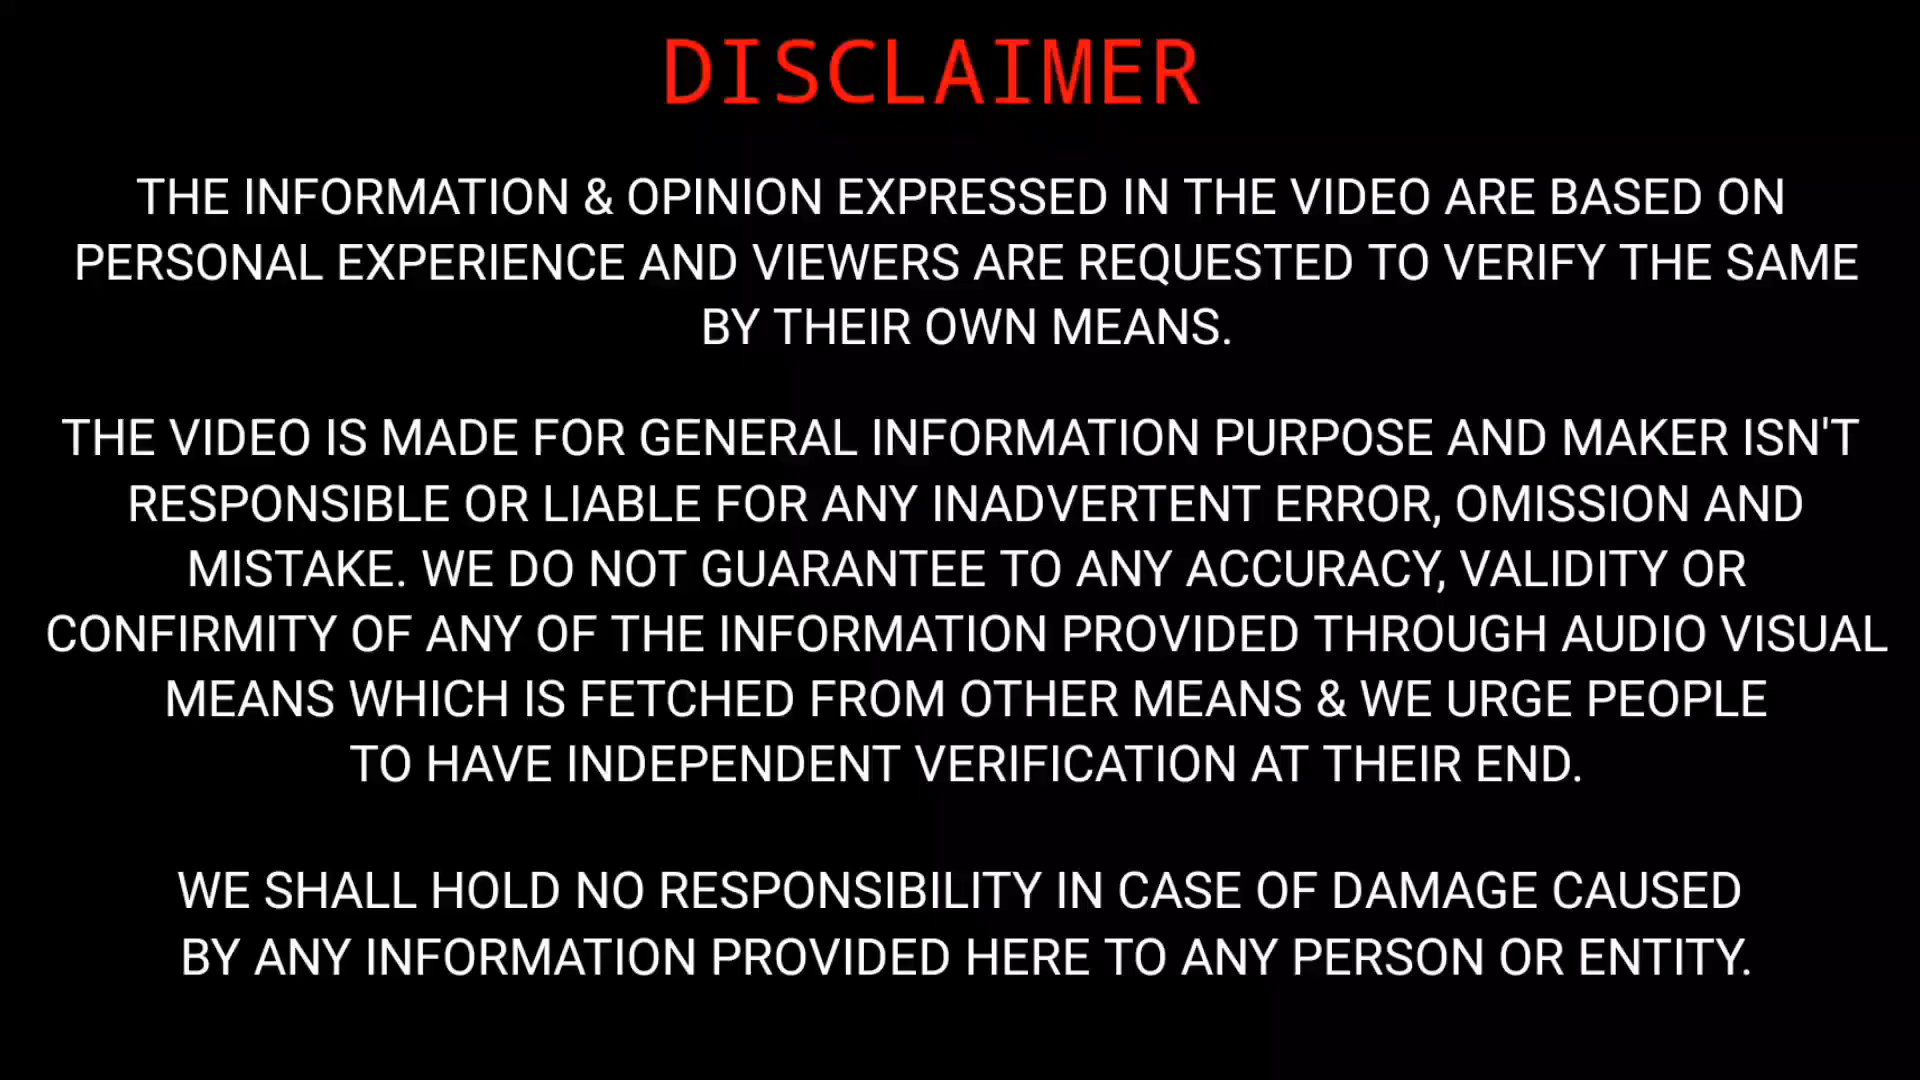 DISCLAIMER
THE INFORMATION & OPINION EXPRESSED IN THE VIDEO ARE BASED ON
PERSONAL EXPERIENCE AND VIEWERS ARE REQUESTED TO VERIFY THE SAME
BY THEIR OWN MEANS.
THE VIDEO IS MADE FOR GENERAL INFORMATION PURPOSE AND MAKER ISN'T
RESPONSIBLE OR LIABLE FOR ANY INADVERTENT ERROR, OMISSION AND
MISTAKE. WE DO NOT GUARANTEE TO ANY ACCURACY, VALIDITY OR
CONFIRMITY OF ANY OF THE INFORMATION PROVIDED THROUGH AUDIO VISUAL
MEANS WHICH IS FETCHED FROM OTHER MEANS & WE URGE PEOPLE
TO HAVE INDEPENDENT VERIFICATION AT THEIR END.
WE SHALL HOLD NO RESPONSIBILITY IN CASE OF DAMAGE CAUSED
BY ANY INFORMATION PROVIDED HERE TO ANY PERSON OR ENTITY.